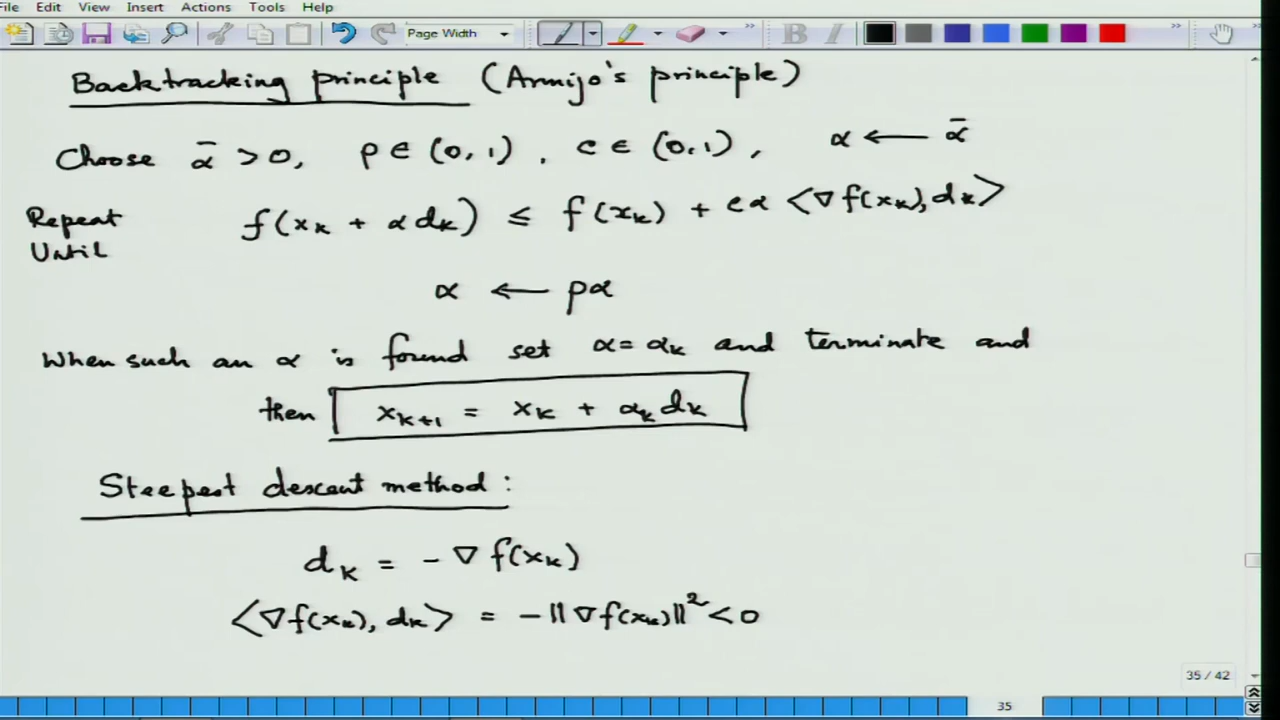 File Edit View Insert Actions Tools Help
Page Width
B I
Backtracking principle (Armijo's principle)
Choose ᾱ > 0, ρ ∈ (0,1), c ∈ (0,1), α ← ᾱ
Repeat Until f(xₖ + αdₖ) ≤ f(xₖ) + cα ⟨∇f(xₖ), dₖ⟩
α ← ρα
When such an α is found set α = αₖ and terminate and
then xₖ₊₁ = xₖ + αₖdₖ
Steepest descent method :
dₖ = - ∇f(xₖ)
⟨∇f(xₖ), dₖ⟩ = -||∇f(xₖ)||² < 0
35 / 42
35